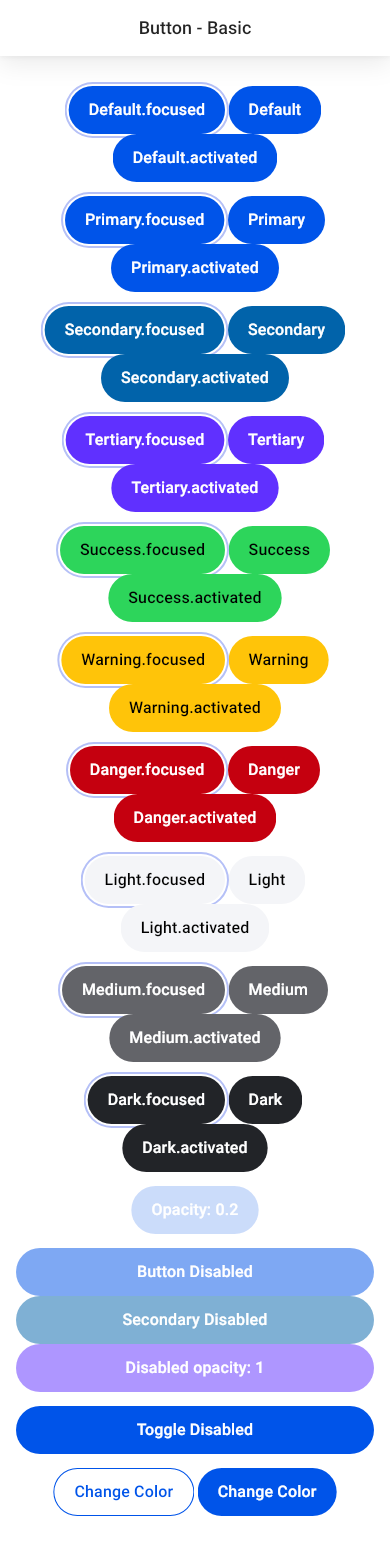 Button - Basic
Default.focused Default
Default.activated
Primary.focused Primary
Primary.activated
Secondary.focused Secondary
Secondary.activated
Tertiary.focused Tertiary
Tertiary.activated
Success.focused Success
Success.activated
Warning.focused Warning
Warning.activated
Danger.focused Danger
Danger.activated
Light.focused Light
Light.activated
Medium.focused Medium
Medium.activated
Dark.focused Dark
Dark.activated
Opacity: 0.2
Button Disabled
Secondary Disabled
Disabled opacity: 1
Toggle Disabled
Change Color Change Color